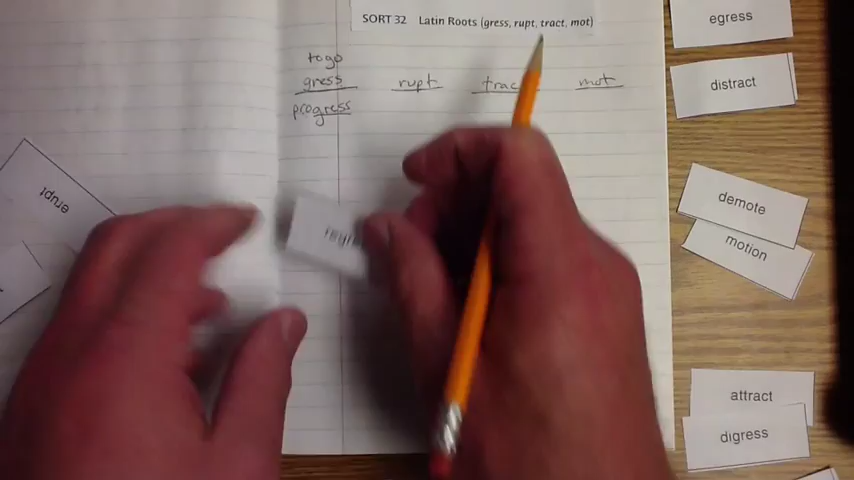 SORT 32 Latin Roots (gress, rupt, tract, mot)
to go
gress rupt trac mot
progress
egress
distract
demote
motion
attract
digress
erupt